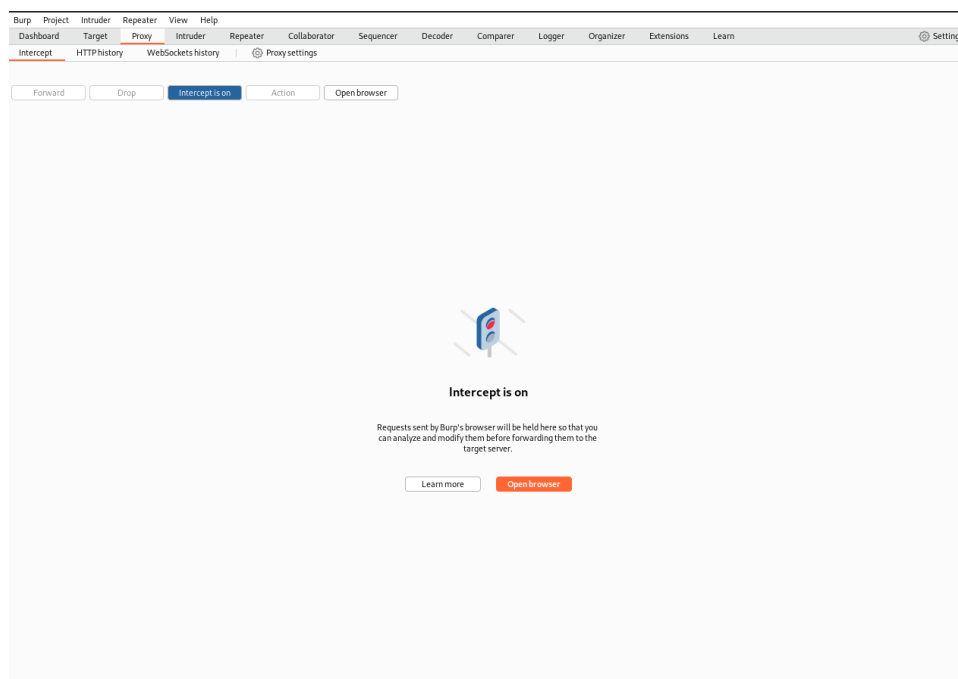 Burp Project Intruder Repeater View Help
Dashboard Target Proxy Intruder Repeater Collaborator Sequencer Decoder Comparer Logger Organizer Extensions Learn Setting
Intercept HTTP history WebSockets history Proxy settings
Forward Drop Intercept is on Action Open browser
Intercept is on
Requests sent by Burp's browser will be held here so that you
can analyze and modify them before forwarding them to the
target server.
Learn more Open browser